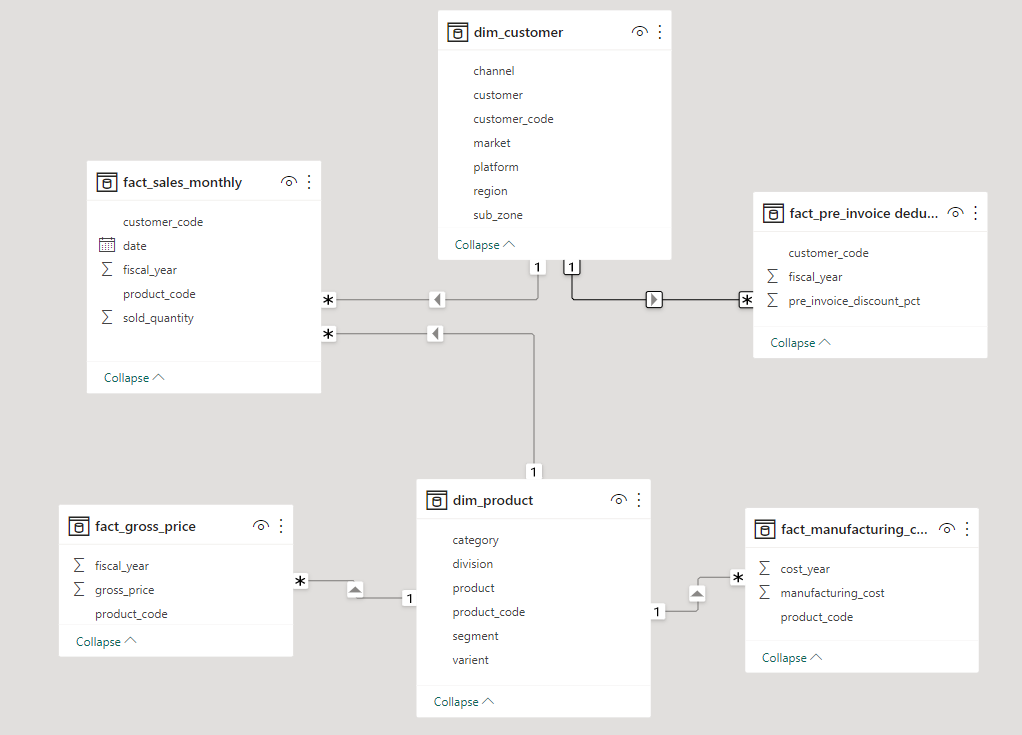 dim_customer
channel
customer
customer_code
market
platform
region
sub_zone
Collapse
fact_sales_monthly
customer_code
date
fiscal_year
product_code
sold_quantity
Collapse
fact_pre_invoice dedu...
customer_code
fiscal_year
pre_invoice_discount_pct
Collapse
1
1
*
*
*
1
dim_product
category
division
product
product_code
segment
varient
Collapse
fact_gross_price
fiscal_year
gross_price
product_code
Collapse
*
1
fact_manufacturing_c...
cost_year
manufacturing_cost
product_code
Collapse
*
1